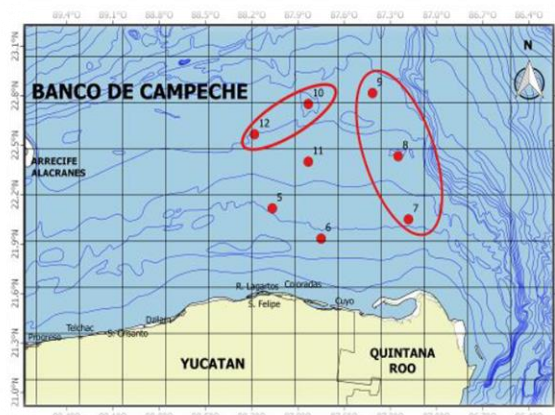 89.4°O 89.1°O 88.8°O 88.5°O 88.2°O 87.9°O 87.6°O 87.3°O 87.0°O 86.7°O 86.4°O
23.1°N
N
22.8°N
BANCO DE CAMPECHE
9
10
12
22.5°N
8
ARRECIFE
ALACRANES
11
22.2°N
5
7
6
21.9°N
21.6°N
R. Lagartos Coloradas
S. Felipe Cuyo
Dzilam
Telchac
S. Crisanto
Progreso
21.3°N
YUCATAN
QUINTANA
ROO
21.0°N